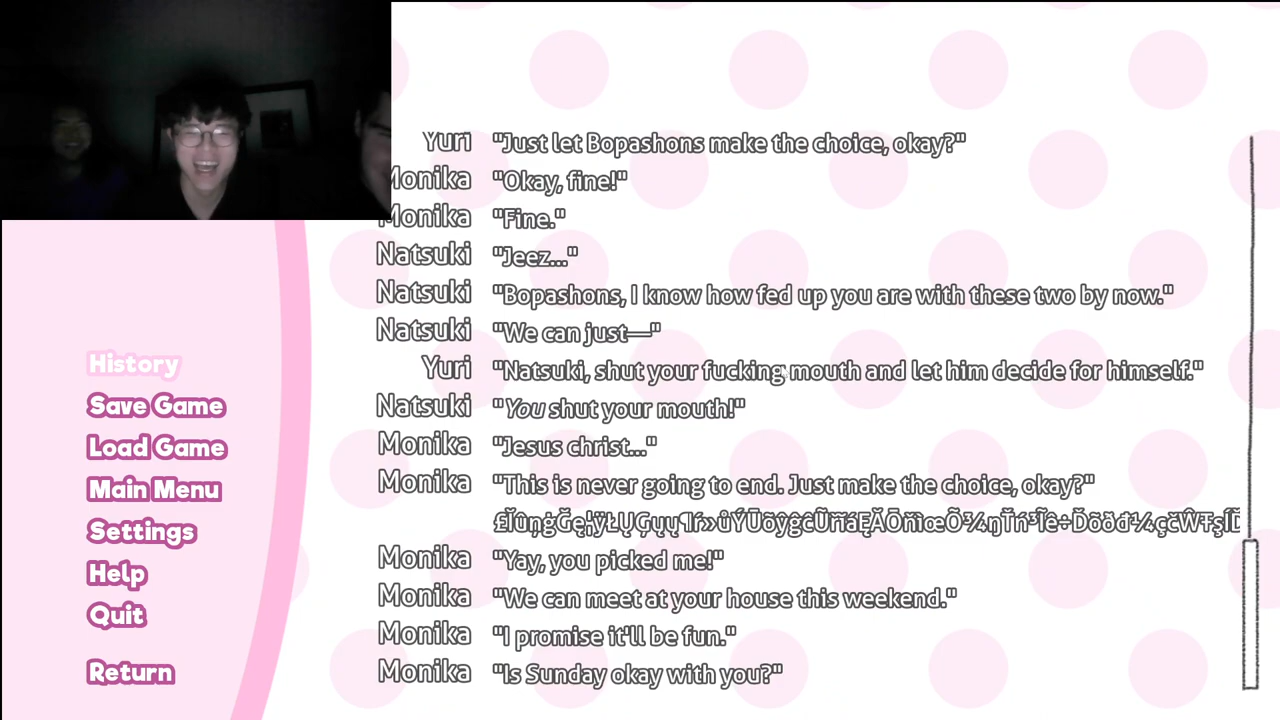 Yuri "Just let Bopashons make the choice, okay?"
Monika "Okay, fine!"
Monika "Fine."
Natsuki "Jeez..."
Natsuki "Bopashons, I know how fed up you are with these two by now."
Natsuki "We can just—"
Yuri "Natsuki, shut your fucking mouth and let him decide for himself."
Natsuki "You shut your mouth!"
Monika "Jesus christ..."
Monika "This is never going to end. Just make the choice, okay?"
Monika "Yay, you picked me!"
Monika "We can meet at your house this weekend."
Monika "I promise it'll be fun."
Monika "Is Sunday okay with you?"
History
Save Game
Load Game
Main Menu
Settings
Help
Quit
Return